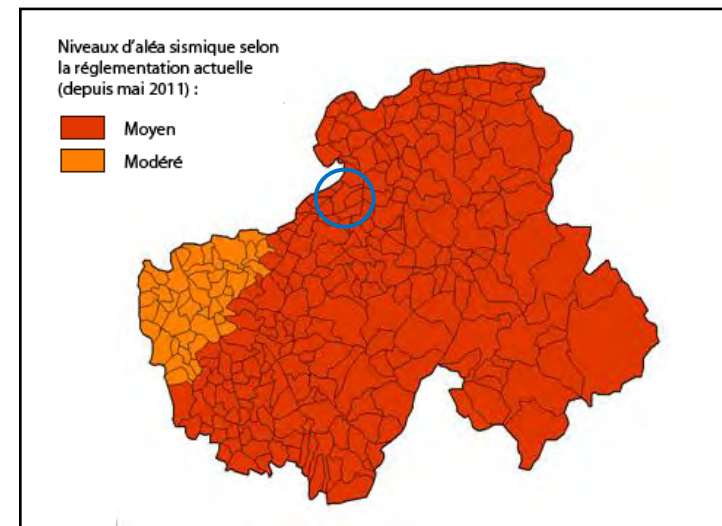 Niveaux d'aléa sismique selon
la réglementation actuelle
(depuis mai 2011) :
Moyen
Modéré